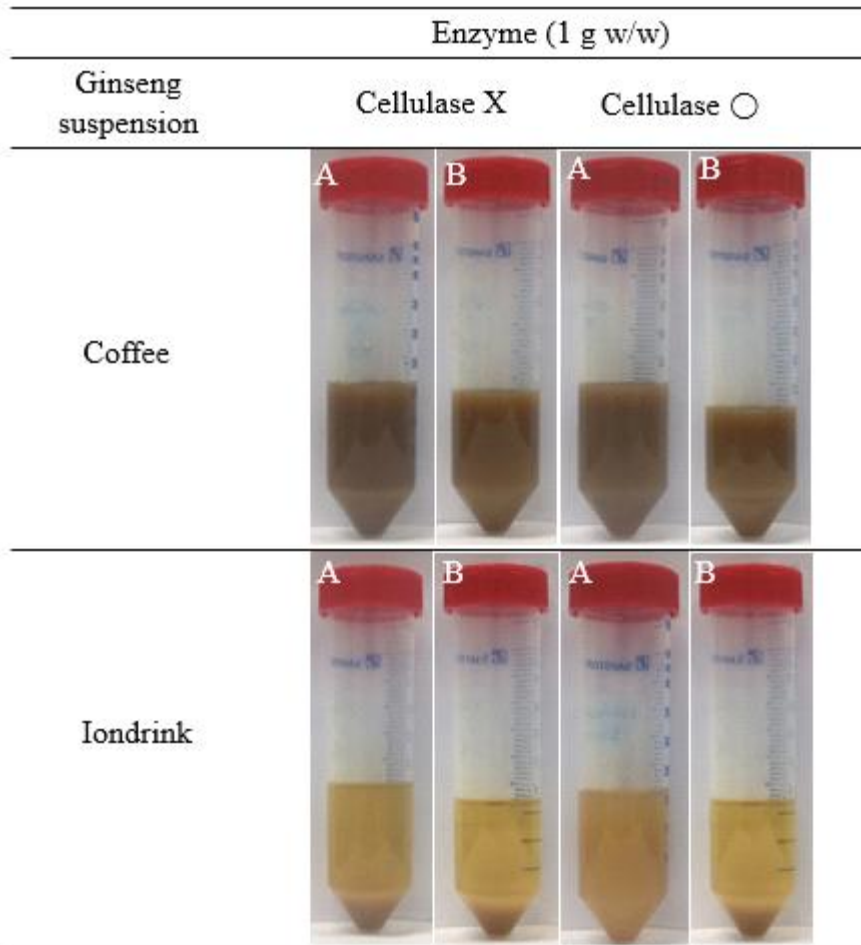 Enzyme (1 g w/w)
Ginseng
suspension
Cellulase X
Cellulase ○
A
B
A
B
Coffee
A
B
A
B
Iondrink